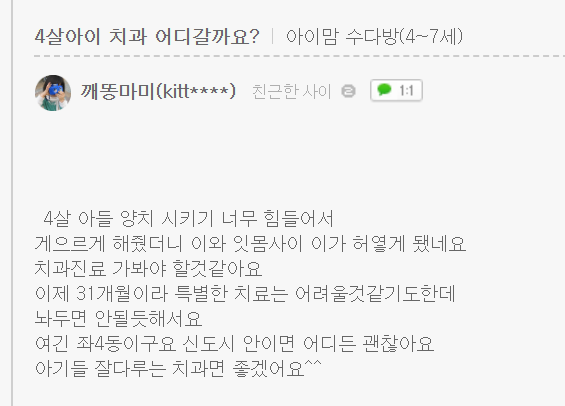 4살아이 치과 어디갈까요? | 아이맘 수다방(4~7세)
깨똥마미(kitt****) 친근한 사이 1:1
4살 아들 양치 시키기 너무 힘들어서
게으르게 해줬더니 이와 잇몸사이 이가 허옇게 됐네요
치과진료 가봐야 할것같아요
이제 31개월이라 특별한 치료는 어려울것같기도한데
놔두면 안될듯해서요
여긴 좌4동이구요 신도시 안이면 어디든 괜찮아요
아기들 잘다루는 치과면 좋겠어요^^